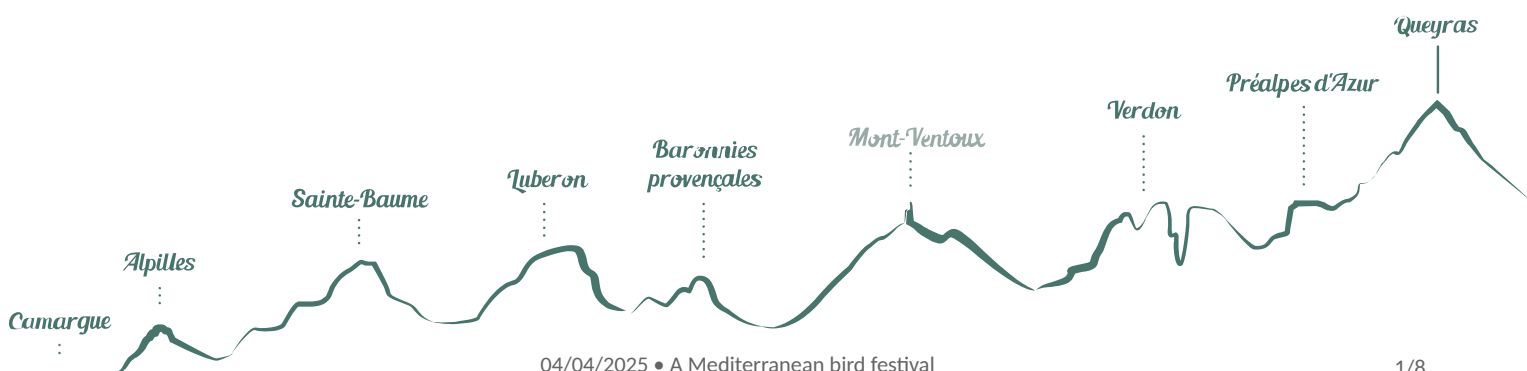 Queyras
Préalpes d'Azur
Verdon
Mont-Ventoux
Baronnies
provençales
Luberon
Sainte-Baume
Alpilles
Camargue
04/04/2025 • A Mediterranean bird festival
1/8